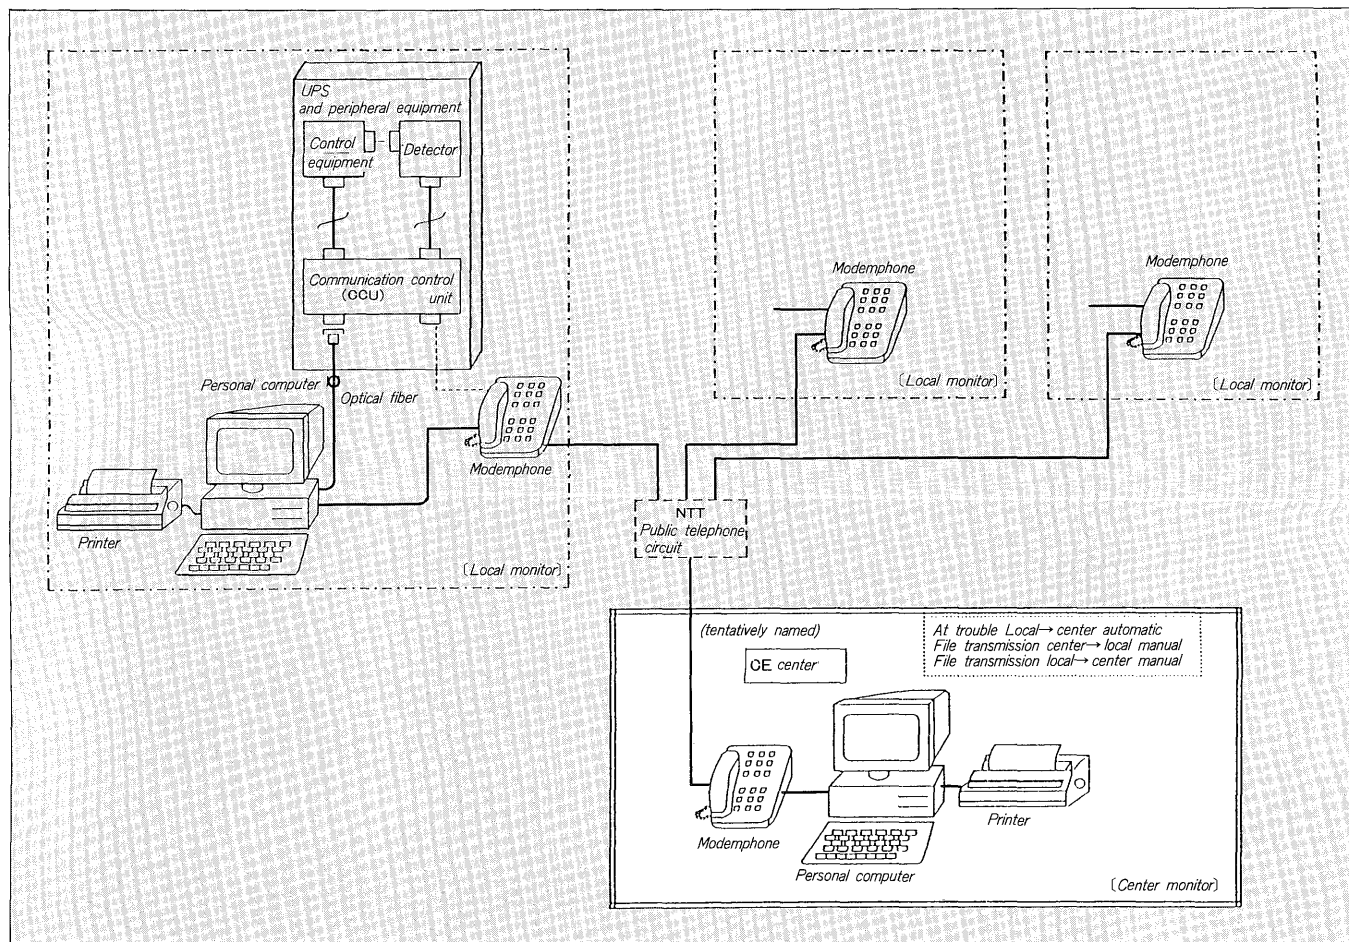 UPS
and peripheral equipment
Control
equipment
Detector
Communication control
(CCU) unit
Personal computer
Optical fiber
Modemphone
Printer
(Local monitor)
Modemphone
(Local monitor)
Modemphone
(Local monitor)
NTT
Public telephone
circuit
(tentatively named)
CE center
At trouble Local→ center automatic
File transmission center→ local manual
File transmission local→ center manual
Modemphone
Personal computer
Printer
(Center monitor)